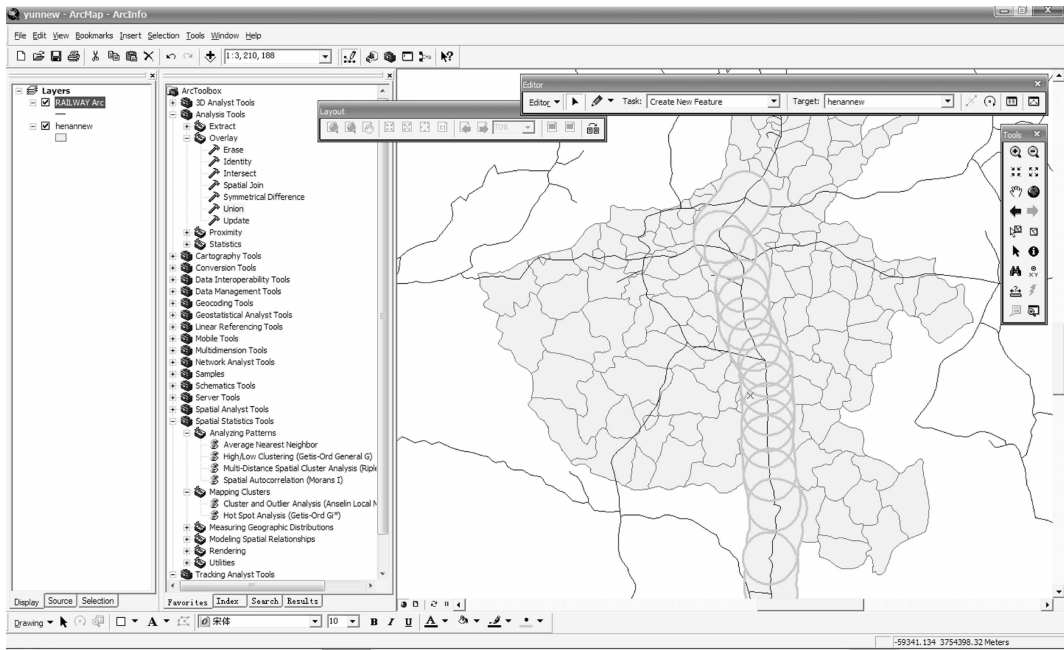 yunnew - ArcMap - ArcInfo
File Edit View Bookmarks Insert Selection Tools Window Help
1:3,210,188
Layers
RAILWAY Arc
henannew
ArcToolbox
3D Analyst Tools
Analysis Tools
Extract
Overlay
Erase
Identity
Intersect
Spatial Join
Symmetrical Difference
Union
Update
Proximity
Statistics
Cartography Tools
Conversion Tools
Data Interoperability Tools
Data Management Tools
Geocoding Tools
Geostatistical Analyst Tools
Linear Referencing Tools
Mobile Tools
Multidimension Tools
Network Analyst Tools
Samples
Schematics Tools
Server Tools
Spatial Analyst Tools
Spatial Statistics Tools
Analyzing Patterns
Average Nearest Neighbor
High/Low Clustering (Getis-Ord General G)
Multi-Distance Spatial Cluster Analysis (Riple
Spatial Autocorrelation (Morans I)
Mapping Clusters
Cluster and Outlier Analysis (Anselin Local M
Hot Spot Analysis (Getis-Ord Gi*)
Measuring Geographic Distributions
Modeling Spatial Relationships
Rendering
Utilities
Tracking Analyst Tools
Layout
70%
Editor
Editor Task: Create New Feature Target: henannew
Tools
Display Source Selection
Favorites Index Search Results
Drawing A 宋体 10 B I U A
-59341.134 3754398.32 Meters